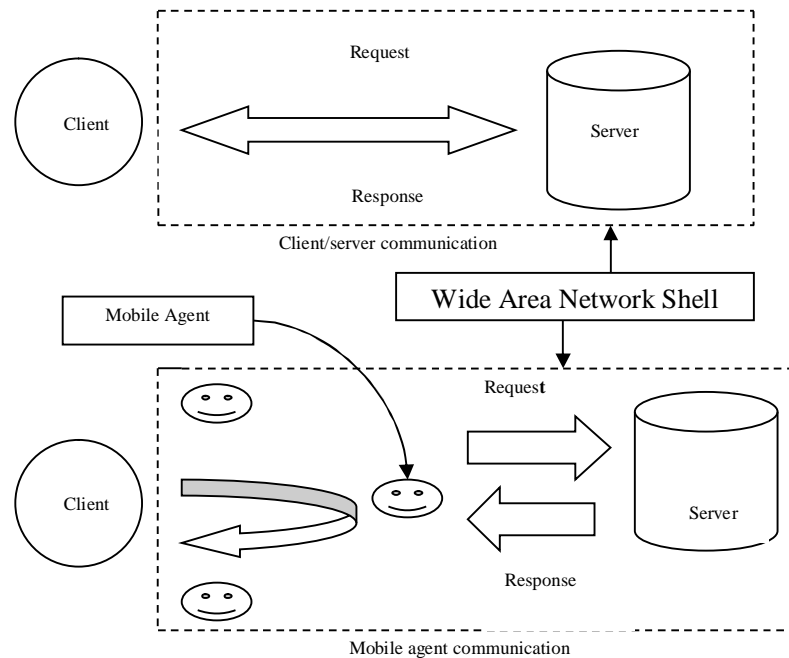 Request
Client
Server
Response
Client/server communication
Wide Area Network Shell
Mobile Agent
Request
Client
Server
Response
Mobile agent communication